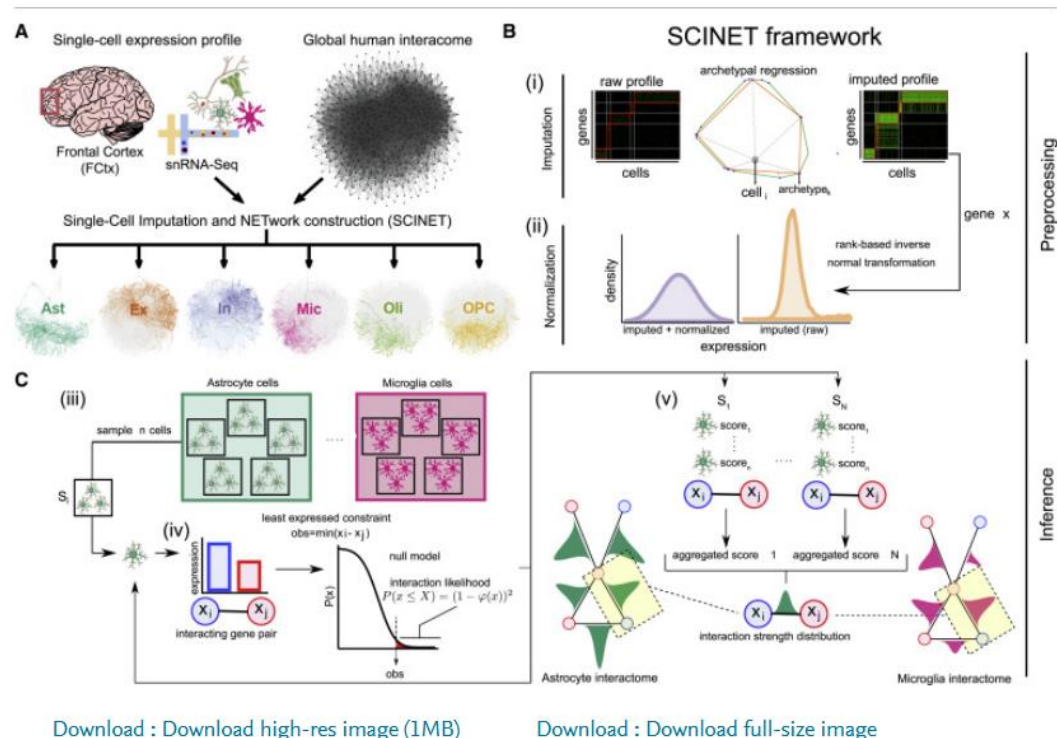 A
Single-cell expression profile
Global human interacome
Frontal Cortex
(FCtx)
snRNA-Seq
Single-Cell Imputation and NETwork construction (SCINET)
Ast
Ex
In
Mic
Oli
OPC
B
SCINET framework
(i)
Imputation
raw profile
genes
cells
archetypal regression
cell i
archetype k
imputed profile
genes
cells
gene x
Preprocessing
(ii)
Normalization
density
imputed + normalized
imputed (raw)
expression
rank-based inverse
normal transformation
C
(iii)
Astrocyte cells
Microglia cells
sample n cells
....
S i
(iv)
expression
X i
X j
interacting gene pair
least expressed constraint
obs=min(x i - x j)
null model
interaction likelihood
P(x ≤ X) = (1 − φ(x))²
P(x)
obs
(v)
S 1
S N
score 1
score 1
score n
score n
X i
X j
X i
X j
aggregated score 1
aggregated score N
X i
X j
interaction strength distribution
Astrocyte interactome
Microglia interactome
Inference
Download : Download high-res image (1MB)
Download : Download full-size image